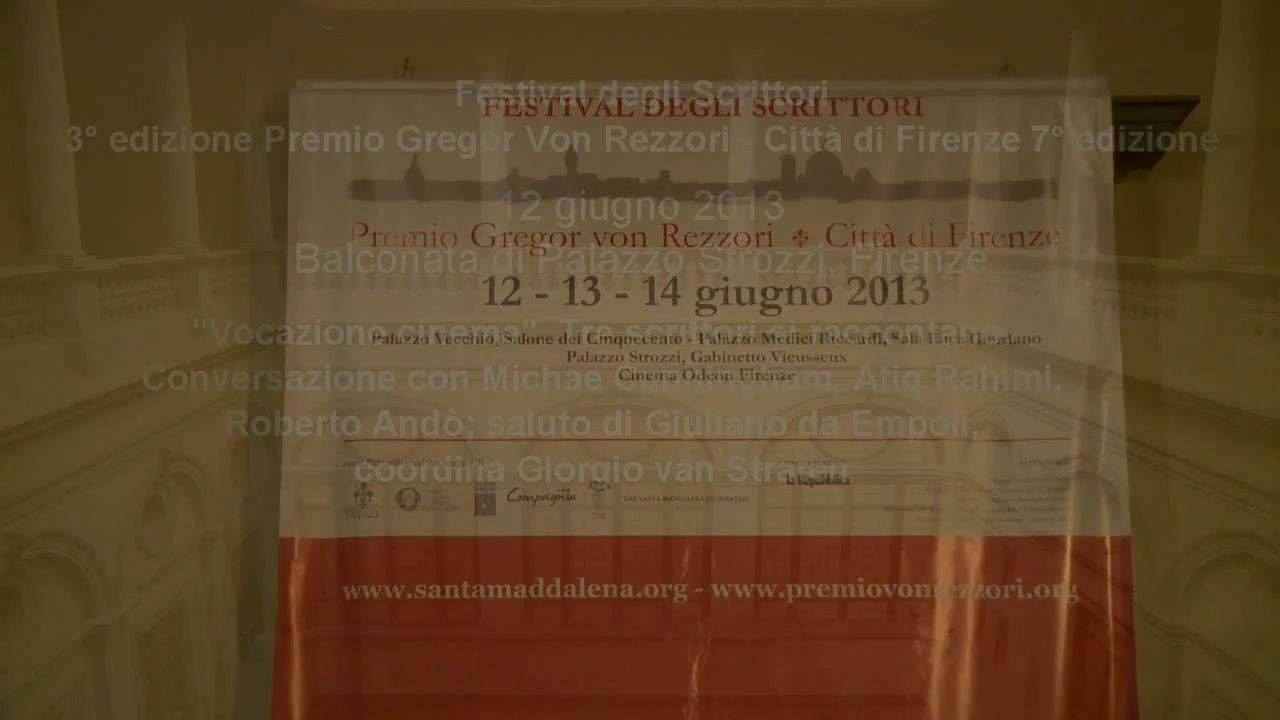 Festival degli Scrittori
FESTIVAL DEGLI SCRITTORI
3° edizione Premio Gregor Von Rezzori - Città di Firenze 7° edizione
12 giugno 2013
Premio Gregor von Rezzori Città di Firenze
Balconata di Palazzo Strozzi, Firenze
12 - 13 - 14 giugno 2013
"Vocazione cinema". Tre scrittori si raccontano
Palazzo Vecchio, Salone dei Cinquecento - Palazzo Medici Riccardi, Sala Luca Giordano
Palazzo Strozzi, Gabinetto Vieusseux
Cinema Odeon Firenze
Conversazione con Michael Cunningham, Atiq Rahimi,
Roberto Andò; saluto di Giuliano da Empoli,
coordina Giorgio van Straten
la Repubblica
Compagnia
THE SANTA MADDALENA FOUNDATION
www.santamaddalena.org - www.premiovonrezzori.org